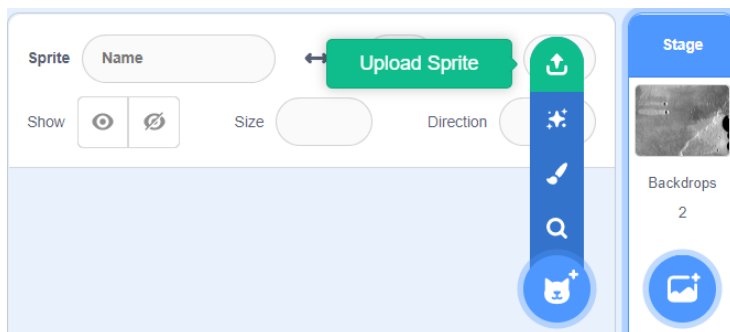 Sprite
Name
Upload Sprite
Show
Size
Direction
Stage
Backdrops
2